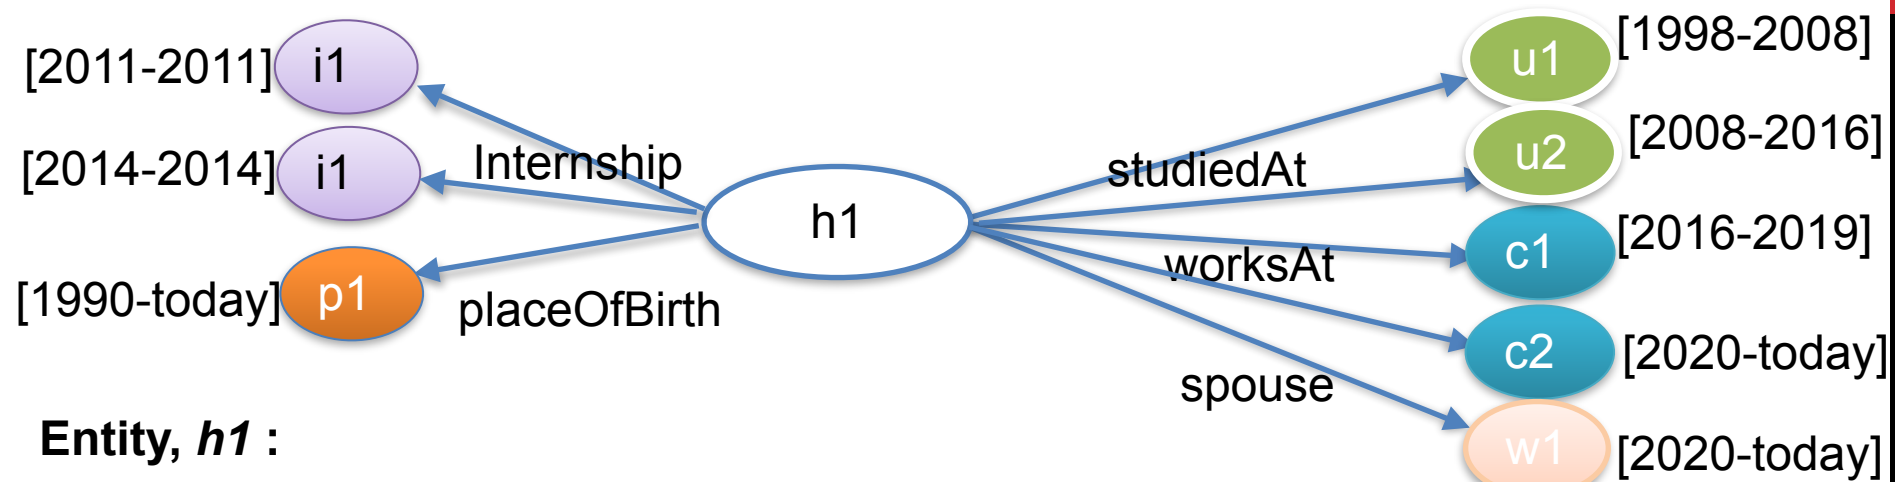 [2011-2011] i1
[2014-2014] i1
[1990-today] p1
Internship
placeOfBirth
h1
studiedAt
worksAt
spouse
u1 [1998-2008]
u2 [2008-2016]
c1 [2016-2019]
c2 [2020-today]
w1 [2020-today]
Entity, h1 :